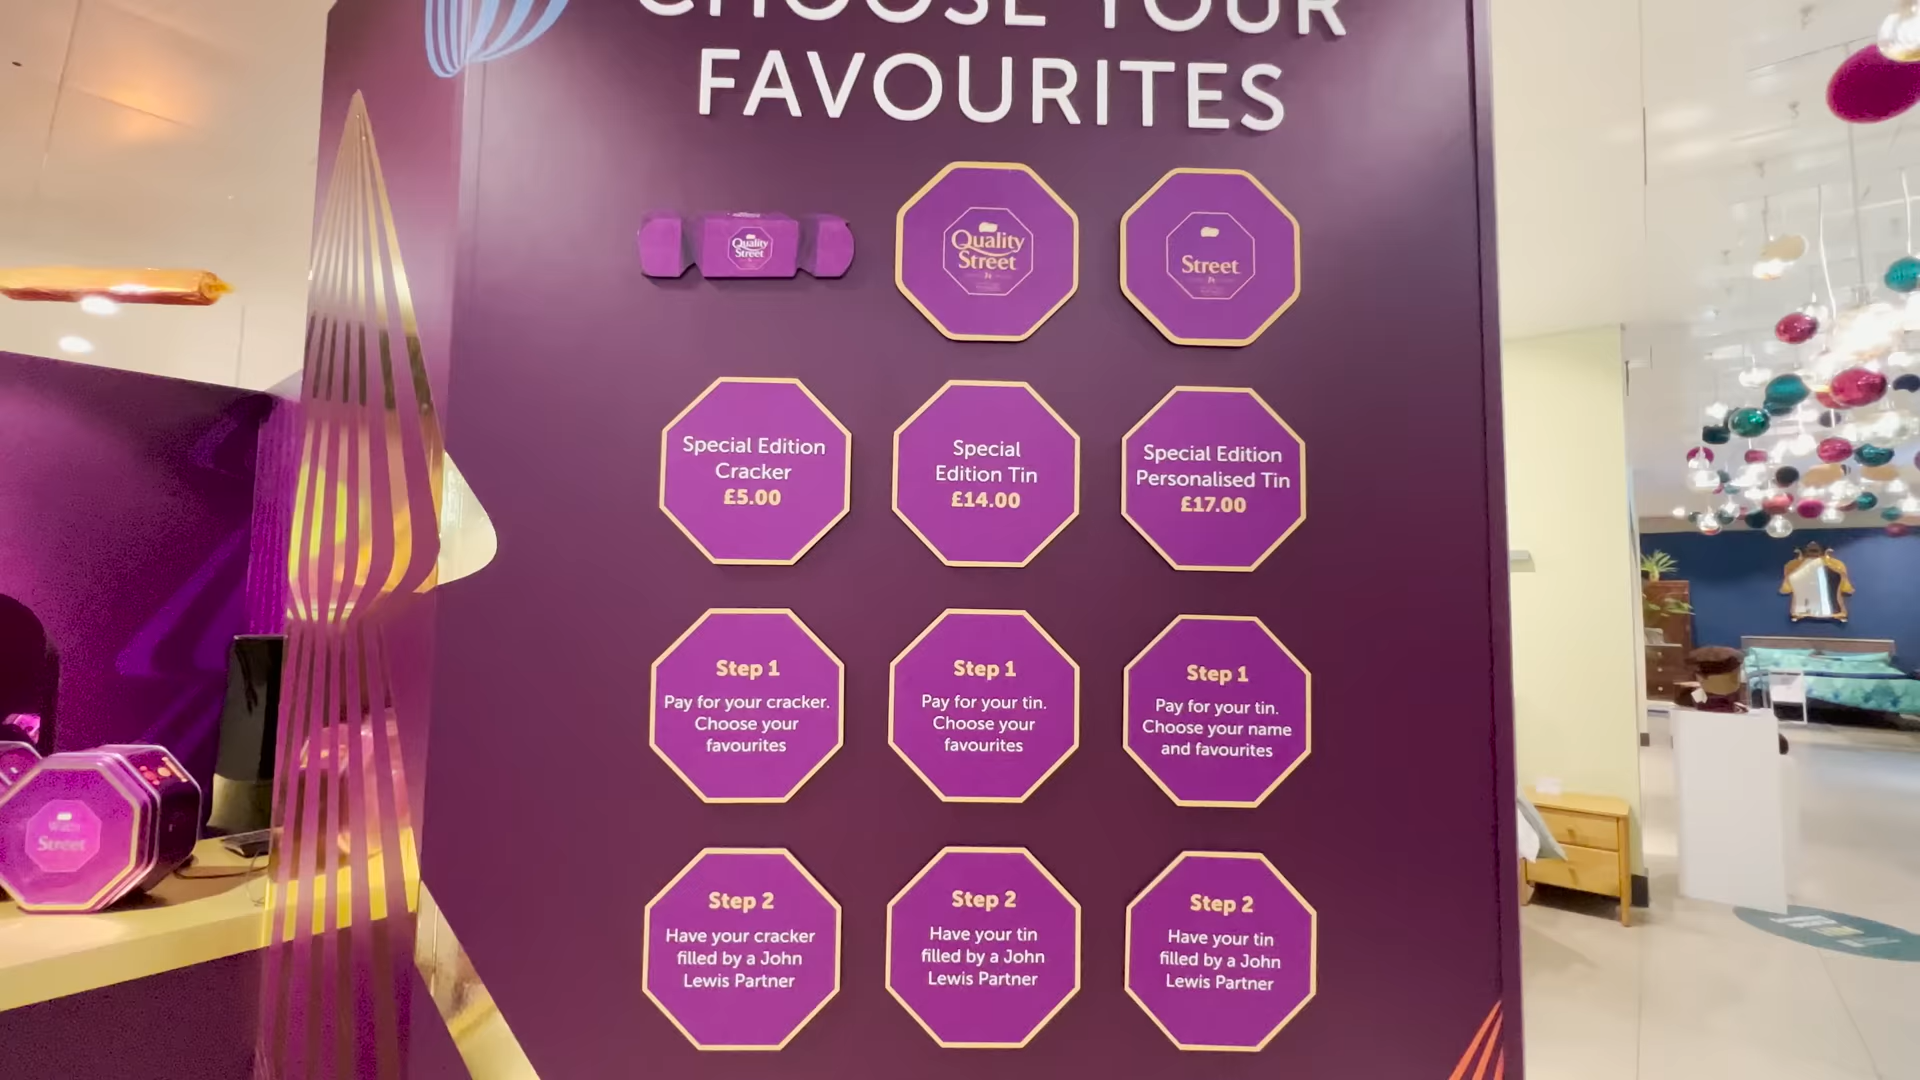 CHOOSE YOUR
FAVOURITES
Quality
Street
Quality
Street
Street
Special Edition
Cracker
£5.00
Special
Edition Tin
£14.00
Special Edition
Personalised Tin
£17.00
Step 1
Pay for your cracker.
Choose your
favourites
Step 1
Pay for your tin.
Choose your
favourites
Step 1
Pay for your tin.
Choose your name
and favourites
Step 2
Have your cracker
filled by a John
Lewis Partner
Step 2
Have your tin
filled by a John
Lewis Partner
Step 2
Have your tin
filled by a John
Lewis Partner
Street